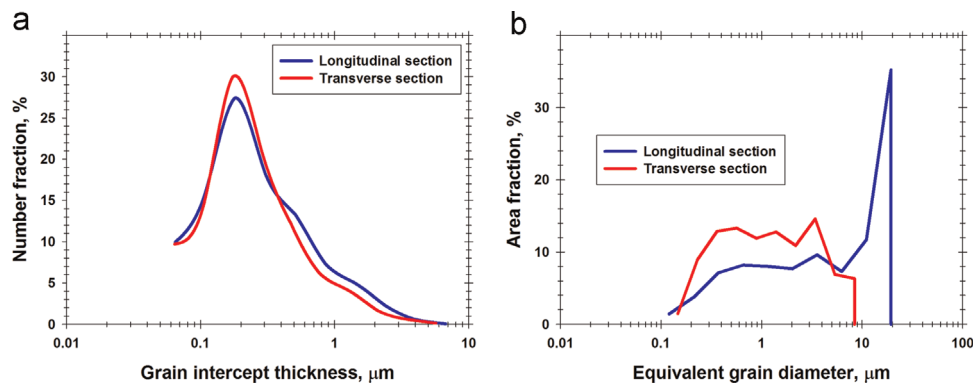 a
Number fraction, %
30
25
20
15
10
5
0
0.01 0.1 1 10
Grain intercept thickness, μm
Longitudinal section
Transverse section
b
Area fraction, %
30
20
10
0
0.01 0.1 1 10 100
Equivalent grain diameter, μm
Longitudinal section
Transverse section